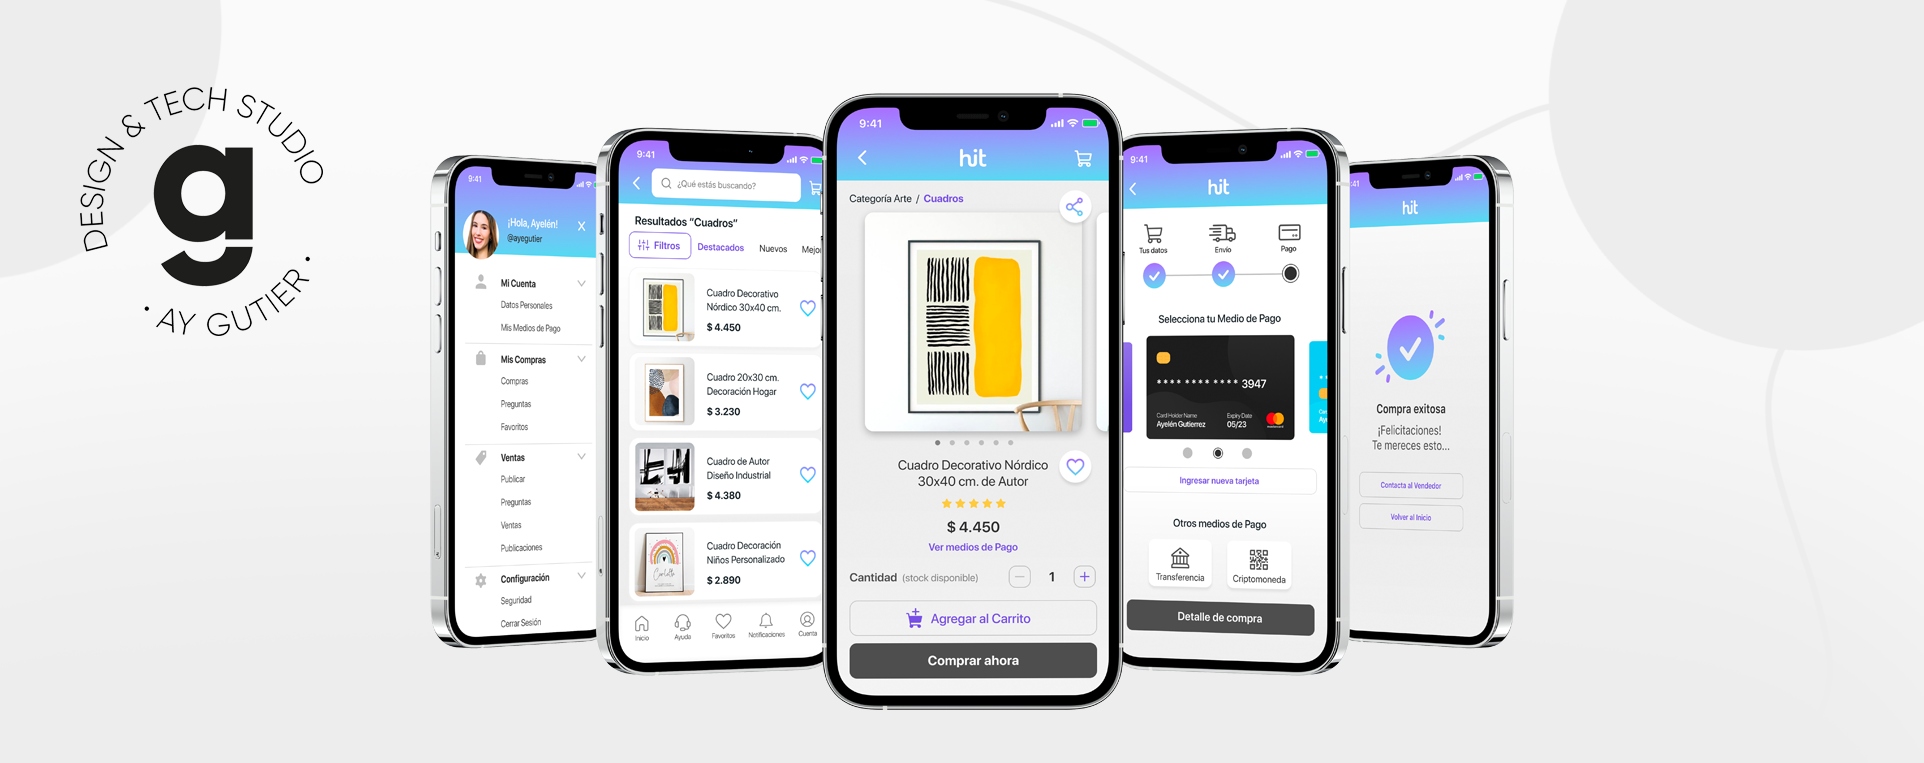 DESIGN & TECH STUDIO
g
· AY GUTIER ·
9:41
¡Hola, Ayelén!
@ayegutier
X
Mi Cuenta
Datos Personales
Mis Medios de Pago
Mis Compras
Compras
Preguntas
Favoritos
Ventas
Publicar
Preguntas
Ventas
Publicaciones
Configuración
Seguridad
Cerrar Sesión
9:41
¿Qué estás buscando?
Resultados “Cuadros”
Filtros
Destacados
Nuevos
Mejo
Cuadro Decorativo
Nórdico 30x40 cm.
$ 4.450
Cuadro 20x30 cm.
Decoración Hogar
$ 3.230
Cuadro de Autor
Diseño Industrial
$ 4.380
Cuadro Decoración
Niños Personalizado
$ 2.890
Inicio
Ayuda
Favoritos
Notificaciones
Cuenta
9:41
hit
Categoría Arte / Cuadros
Cuadro Decorativo Nórdico
30x40 cm. de Autor
$ 4.450
Ver medios de Pago
Cantidad (stock disponible)
1
Agregar al Carrito
Comprar ahora
9:41
hit
Tus datos
Envío
Pago
Selecciona tu Medio de Pago
**** **** **** 3947
Card Holder Name
Ayelén Gutierrez
Expiry Date
05/23
Ingresar nueva tarjeta
Otros medios de Pago
Transferencia
Criptomoneda
Detalle de compra
:41
hit
Compra exitosa
¡Felicitaciones!
Te mereces esto...
Contacta al Vendedor
Volver al Inicio